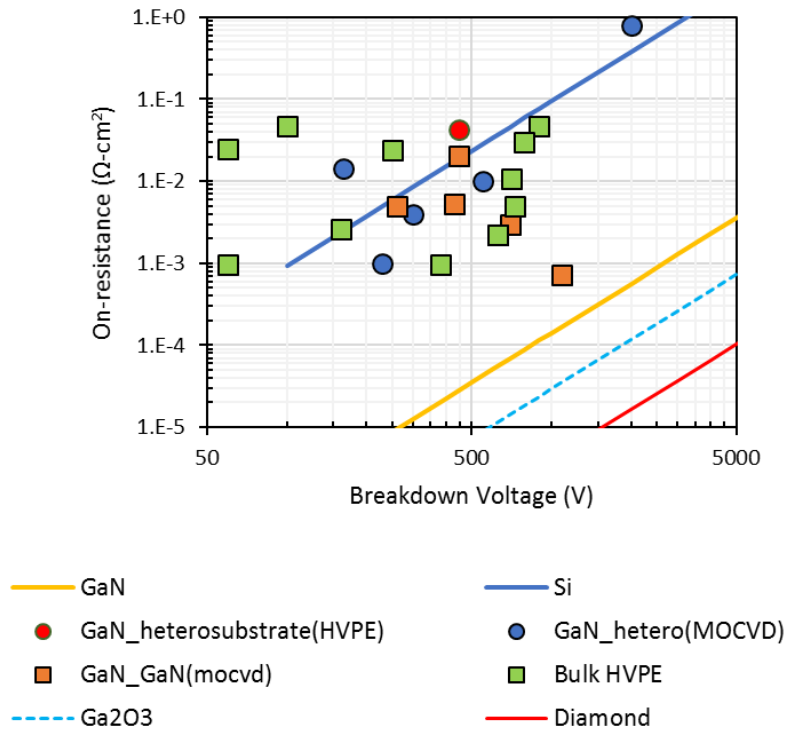 1.E+0
1.E-1
1.E-2
1.E-3
1.E-4
1.E-5
On-resistance (Ω-cm²)
50 500 5000
Breakdown Voltage (V)
GaN Si
GaN_heterosubstrate(HVPE) GaN_hetero(MOCVD)
GaN_GaN(mocvd) Bulk HVPE
Ga2O3 Diamond